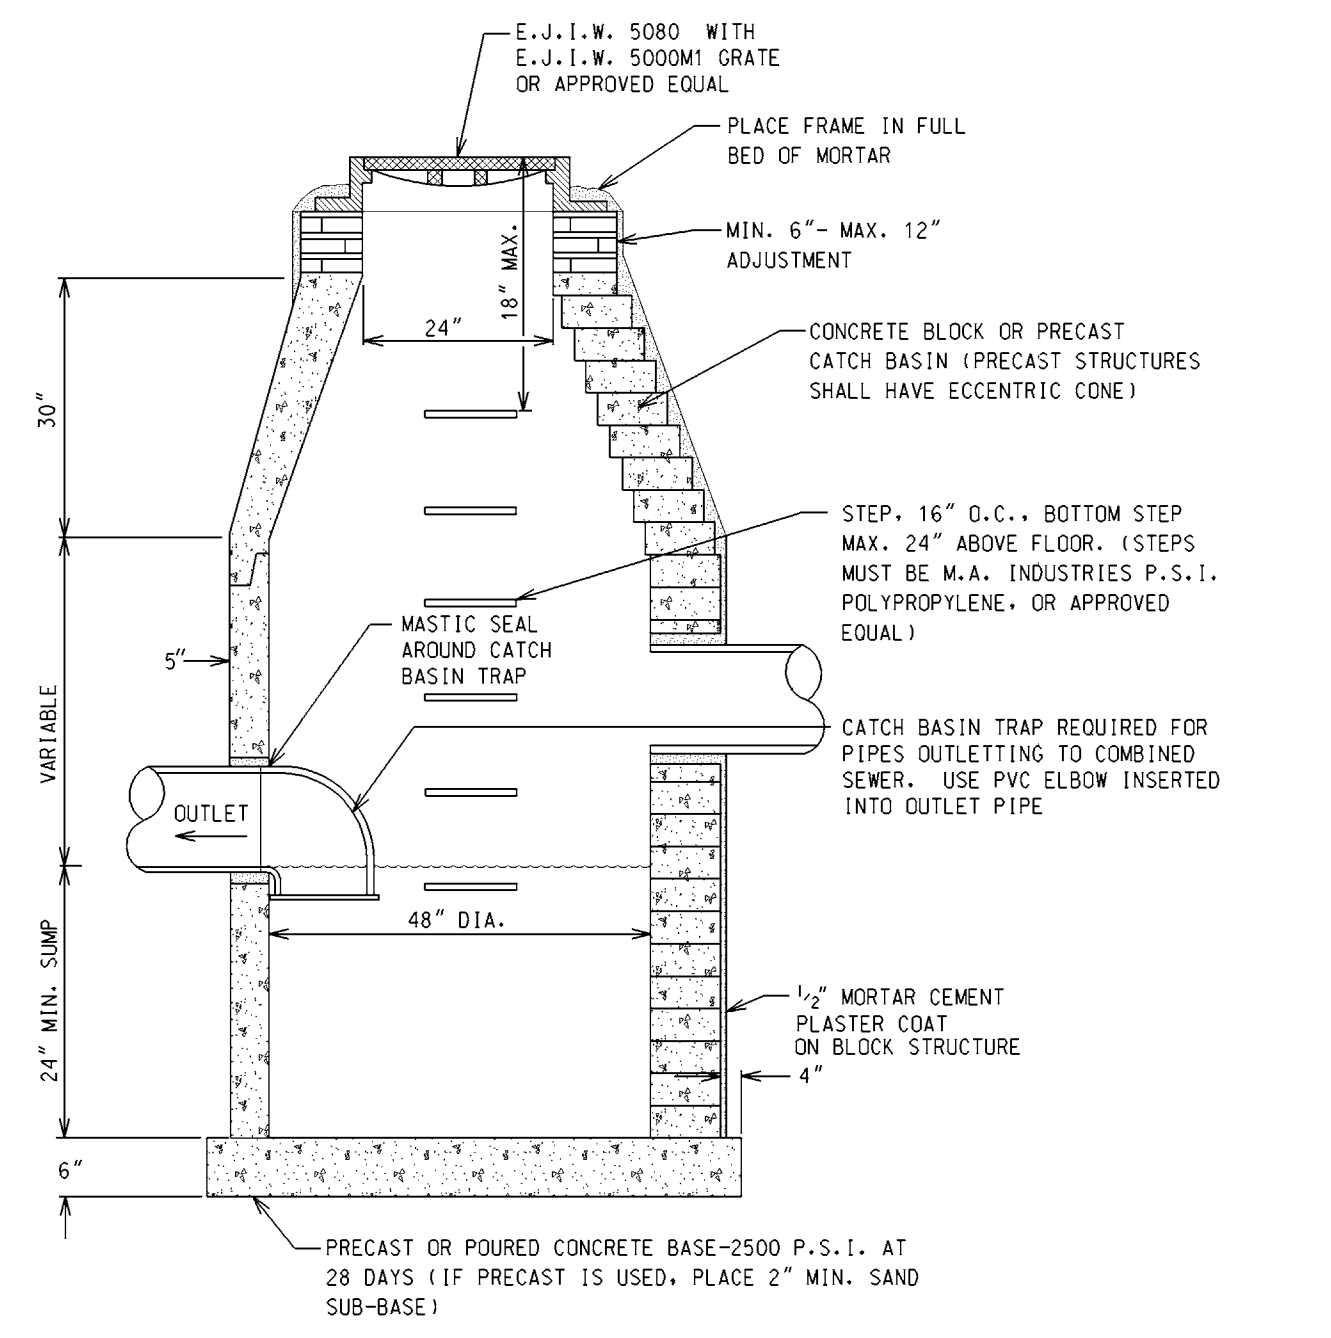 E.J.I.W. 5080 WITH
E.J.I.W. 5000M1 GRATE
OR APPROVED EQUAL
PLACE FRAME IN FULL
BED OF MORTAR
MIN. 6"- MAX. 12"
ADJUSTMENT
18" MAX.
24"
CONCRETE BLOCK OR PRECAST
CATCH BASIN (PRECAST STRUCTURES
SHALL HAVE ECCENTRIC CONE)
30"
STEP, 16" O.C., BOTTOM STEP
MAX. 24" ABOVE FLOOR. (STEPS
MUST BE M.A. INDUSTRIES P.S.I.
POLYPROPYLENE, OR APPROVED
EQUAL)
MASTIC SEAL
AROUND CATCH
BASIN TRAP
5"
VARIABLE
CATCH BASIN TRAP REQUIRED FOR
PIPES OUTLETTING TO COMBINED
SEWER. USE PVC ELBOW INSERTED
INTO OUTLET PIPE
OUTLET
48" DIA.
24" MIN. SUMP
1/2" MORTAR CEMENT
PLASTER COAT
ON BLOCK STRUCTURE
4"
6"
PRECAST OR POURED CONCRETE BASE-2500 P.S.I. AT
28 DAYS (IF PRECAST IS USED, PLACE 2" MIN. SAND
SUB-BASE)